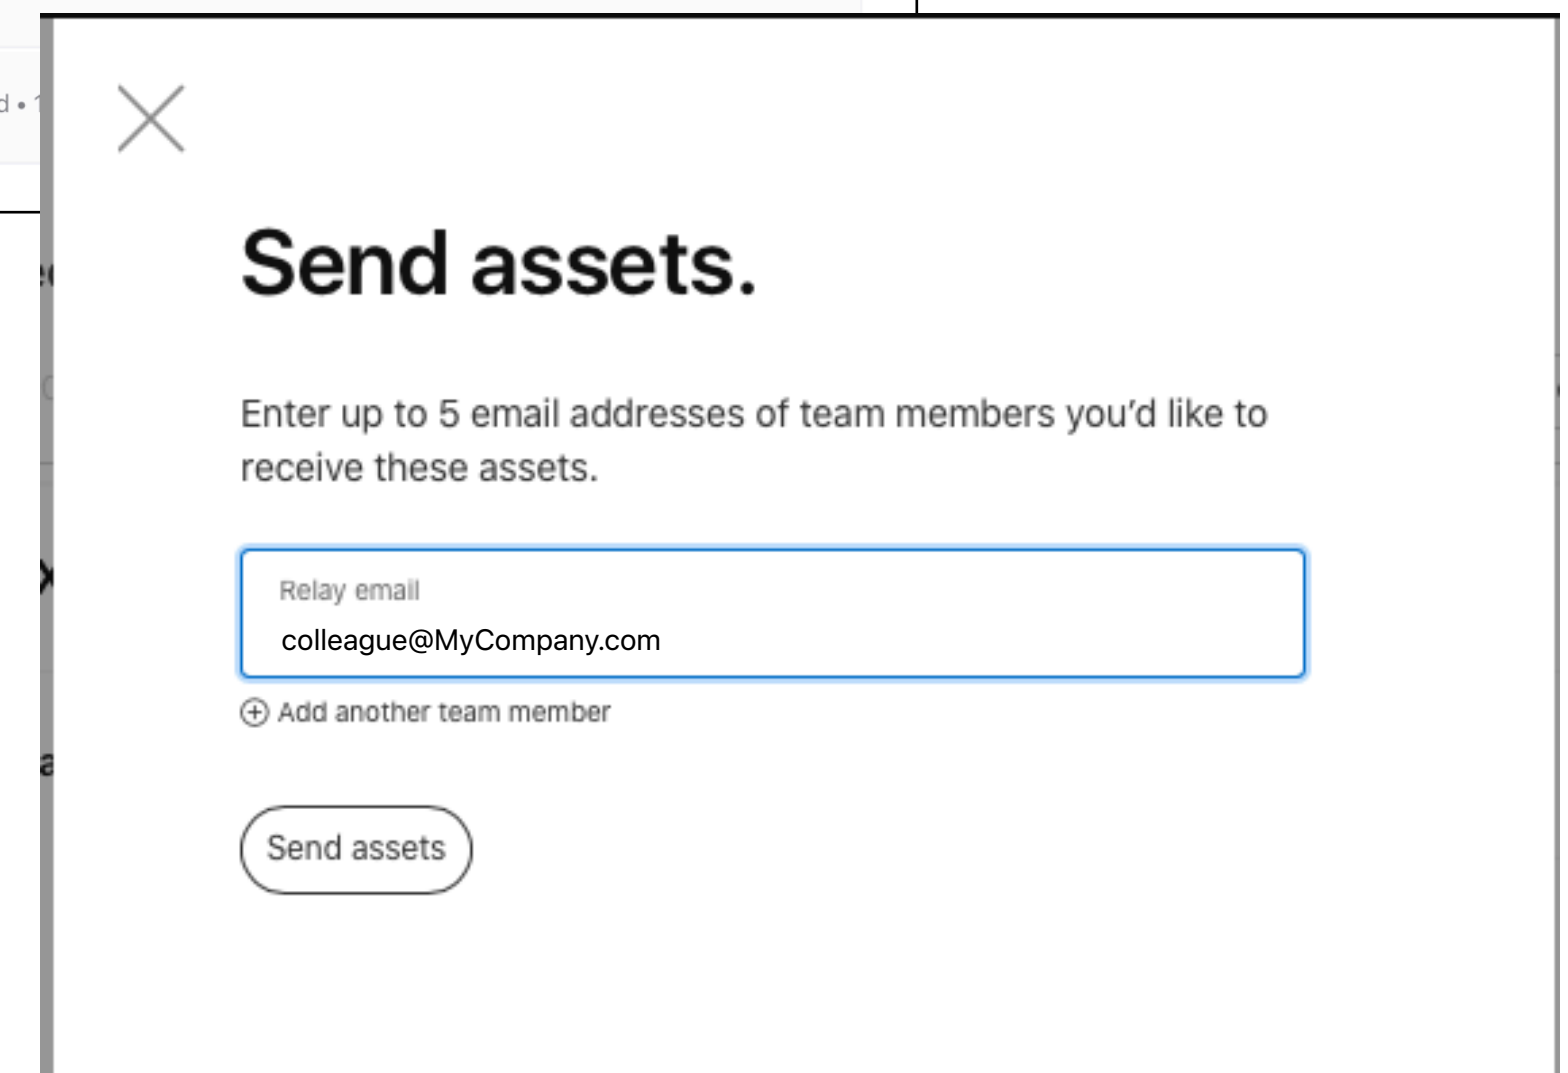 Send assets.
Enter up to 5 email addresses of team members you’d like to
receive these assets.
Relay email
colleague@MyCompany.com
Add another team member
Send assets